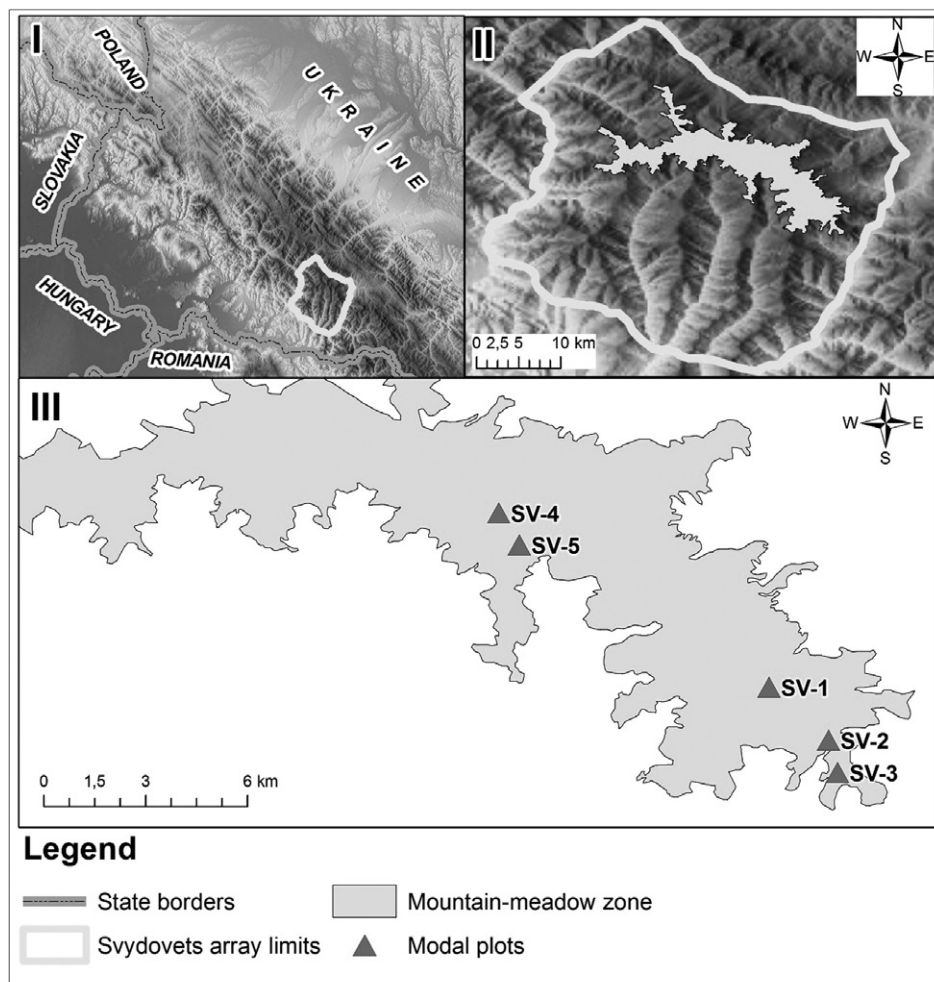 I
POLAND
UKRAINE
SLOVAKIA
HUNGARY
ROMANIA
II
N
W E
S
0 2,5 5 10 km
III
N
W E
S
SV-4
SV-5
SV-1
SV-2
SV-3
0 1,5 3 6 km
Legend
State borders
Mountain-meadow zone
Svydovets array limits
Modal plots